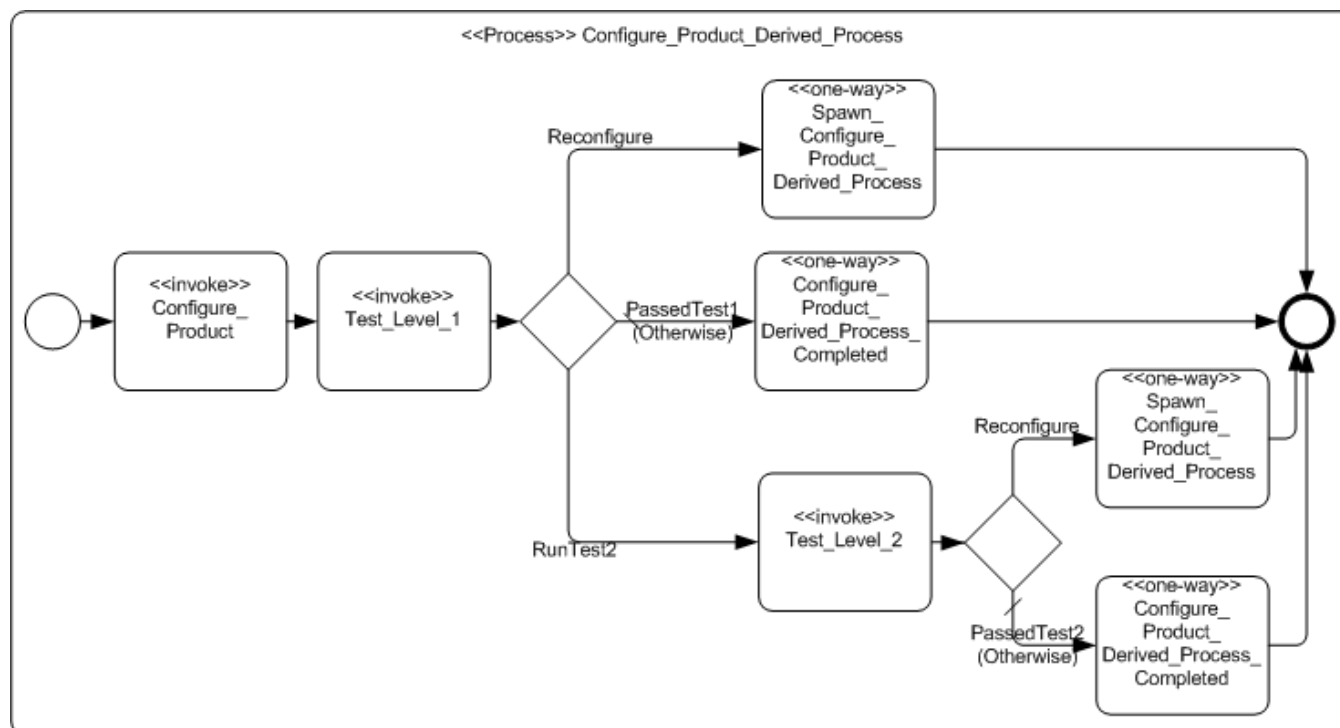 <<Process>> Configure_Product_Derived_Process
<<one-way>>
Spawn_
Configure_
Product_
Derived_Process
Reconfigure
<<invoke>>
Configure_
Product
<<invoke>>
Test_Level_1
PassedTest1
(Otherwise)
<<one-way>>
Configure_
Product_
Derived_Process_
Completed
RunTest2
<<invoke>>
Test_Level_2
Reconfigure
<<one-way>>
Spawn_
Configure_
Product_
Derived_Process
PassedTest2
(Otherwise)
<<one-way>>
Configure_
Product_
Derived_Process_
Completed